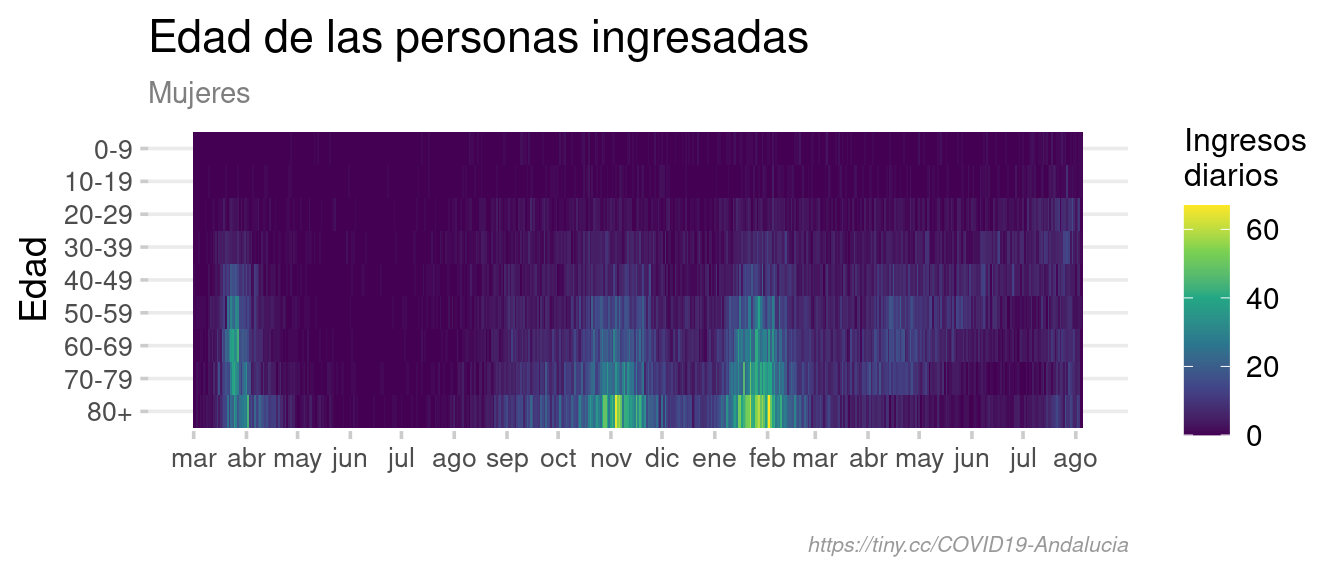 Edad de las personas ingresadas
Mujeres
Edad
0-9
10-19
20-29
30-39
40-49
50-59
60-69
70-79
80+
mar abr may jun jul ago sep oct nov dic ene feb mar abr may jun jul ago
Ingresos
diarios
60
40
20
0
https://tiny.cc/COVID19-Andalucia